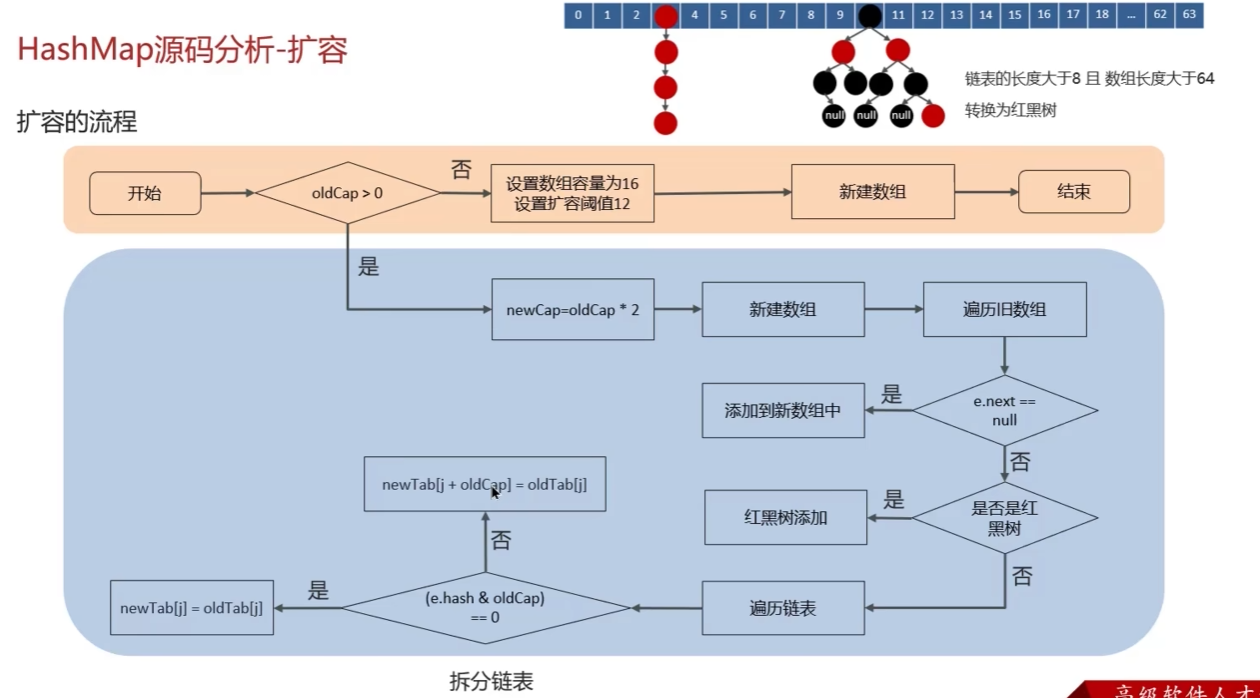 0 1 2 4 5 6 7 8 9 11 12 13 14 15 16 17 18 ... 62 63
HashMap源码分析-扩容
链表的长度大于8 且 数组长度大于64
转换为红黑树
null null null
扩容的流程
开始
oldCap > 0
否
设置数组容量为16
设置扩容阈值12
新建数组
结束
是
newCap=oldCap * 2
新建数组
遍历旧数组
e.next ==
null
是
添加到新数组中
否
是否是红
黑树
是
红黑树添加
否
遍历链表
(e.hash & oldCap)
== 0
否
newTab[j + oldCap] = oldTab[j]
是
newTab[j] = oldTab[j]
拆分链表
高级软件人才